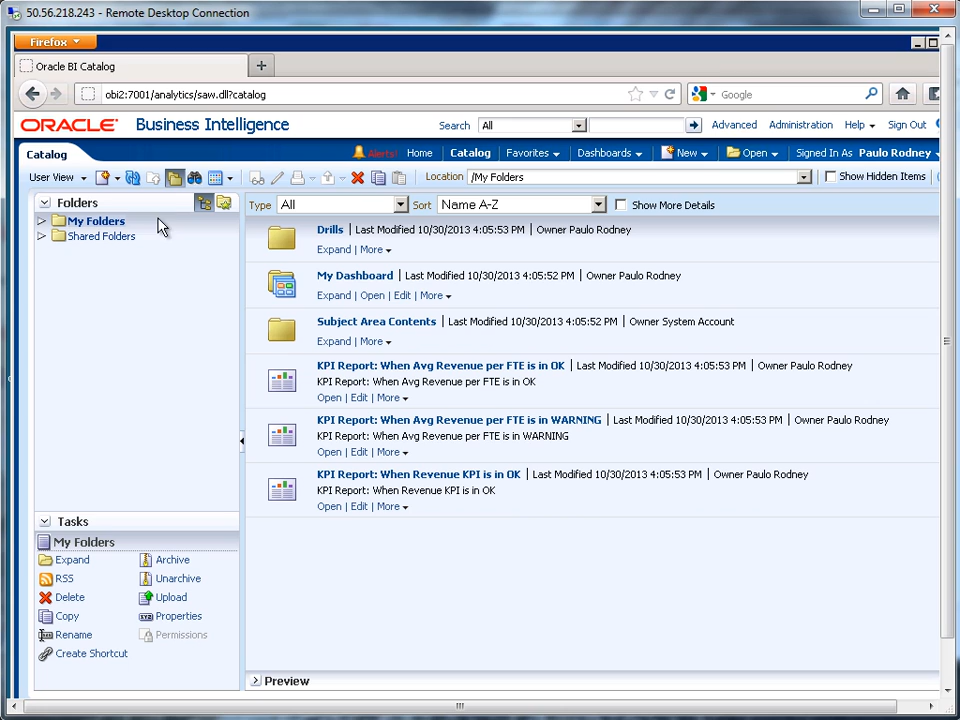 50.56.218.243 - Remote Desktop Connection
Firefox
Oracle BI Catalog
obi2:7001/analytics/saw.dll?catalog
Google
ORACLE Business Intelligence
Search All Advanced Administration Help Sign Out
Catalog Alerts! Home Catalog Favorites Dashboards New Open Signed In As Paulo Rodney
User View Location /My Folders Show Hidden Items
Folders Type All Sort Name A-Z Show More Details
My Folders
Shared Folders
Drills | Last Modified 10/30/2013 4:05:53 PM | Owner Paulo Rodney
Expand | More
My Dashboard | Last Modified 10/30/2013 4:05:52 PM | Owner Paulo Rodney
Expand | Open | Edit | More
Subject Area Contents | Last Modified 10/30/2013 4:05:52 PM | Owner System Account
Expand | More
KPI Report: When Avg Revenue per FTE is in OK | Last Modified 10/30/2013 4:05:53 PM | Owner Paulo Rodney
KPI Report: When Avg Revenue per FTE is in OK
Open | Edit | More
KPI Report: When Avg Revenue per FTE is in WARNING | Last Modified 10/30/2013 4:05:53 PM | Owner Paulo Rodney
KPI Report: When Avg Revenue per FTE is in WARNING
Open | Edit | More
KPI Report: When Revenue KPI is in OK | Last Modified 10/30/2013 4:05:53 PM | Owner Paulo Rodney
KPI Report: When Revenue KPI is in OK
Open | Edit | More
Tasks
My Folders
Expand Archive
RSS Unarchive
Delete Upload
Copy XYZ Properties
Rename Permissions
Create Shortcut
Preview